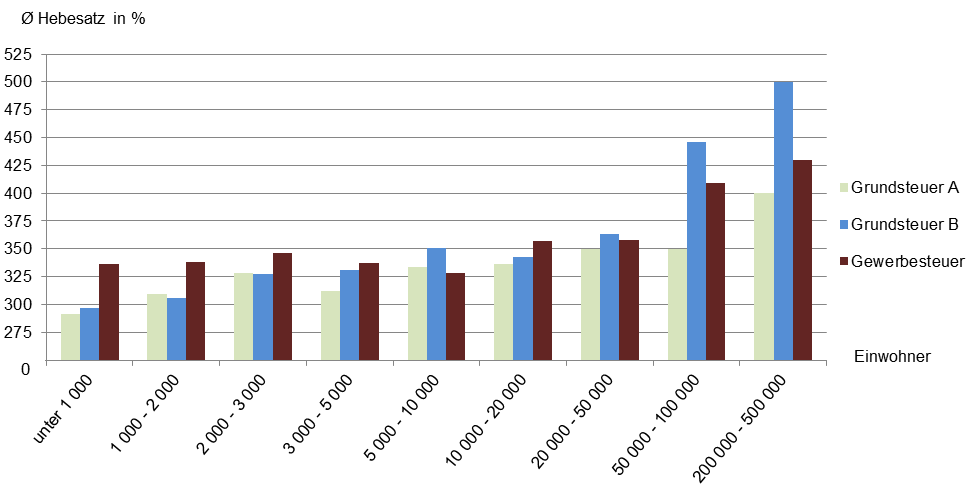 Ø Hebesatz in %
525
500
475
450
425
400
375
350
325
300
275
0
Grundsteuer A
Grundsteuer B
Gewerbesteuer
Einwohner
unter 1 000
1 000 - 2 000
2 000 - 3 000
3 000 - 5 000
5 000 - 10 000
10 000 - 20 000
20 000 - 50 000
50 000 - 100 000
200 000 - 500 000